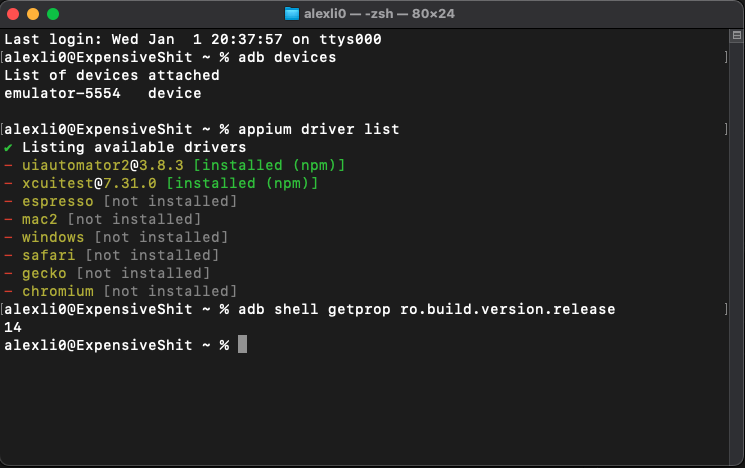 alexli0 — -zsh — 80×24
Last login: Wed Jan  1 20:37:57 on ttys000
[alexli0@ExpensiveShit ~ % adb devices ]
List of devices attached
emulator-5554   device
[alexli0@ExpensiveShit ~ % appium driver list ]
✔ Listing available drivers
- uiautomator2@3.8.3 [installed (npm)]
- xcuitest@7.31.0 [installed (npm)]
- espresso [not installed]
- mac2 [not installed]
- windows [not installed]
- safari [not installed]
- gecko [not installed]
- chromium [not installed]
[alexli0@ExpensiveShit ~ % adb shell getprop ro.build.version.release ]
14
alexli0@ExpensiveShit ~ %